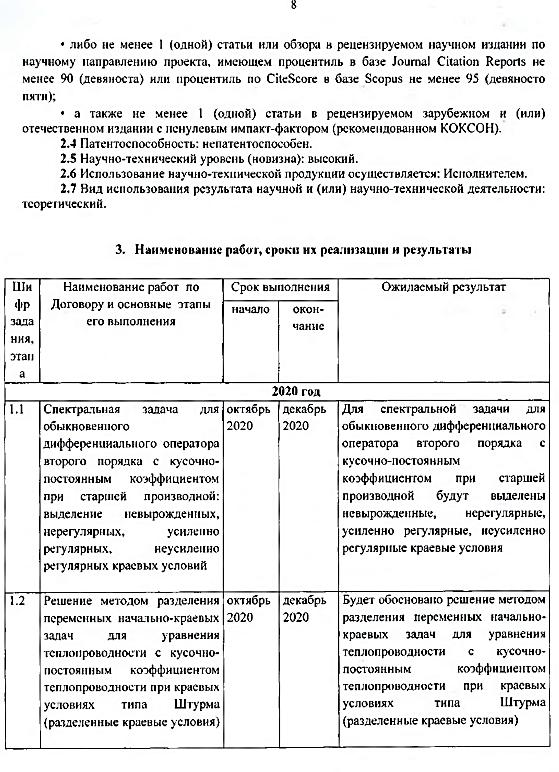 8
• либо не менее 1 (одной) статьи или обзора в рецензируемом научном издании по
научному направлению проекта, имеющем процентиль в базе Journal Citation Reports не
менее 90 (девяноста) или процентиль по CiteScore в базе Scopus не менее 95 (девяносто
пяти);
• а также не менее 1 (одной) статьи в рецензируемом зарубежном и (или)
отечественном издании с ненулевым импакт-фактором (рекомендованном КОКСОН).
2.4 Патентоспособность: непатентоспособен.
2.5 Научно-технический уровень (новизна): высокий.
2.6 Использование научно-технической продукции осуществляется: Исполнителем.
2.7 Вид использования результата научной и (или) научно-технической деятельности:
теоретический.
3. Наименование работ, сроки их реализации и результаты
Ши
фр
зада
ния,
этап
а
Наименование работ по
Договору и основные этапы
его выполнения
Срок выполнения
начало
окон-
чание
Ожидаемый результат
2020 год
1.1
Спектральная задача для
обыкновенного
дифференциального оператора
второго порядка с кусочно-
постоянным коэффициентом
при старшей производной:
выделение невырожденных,
нерегулярных, усиленно
регулярных, неусиленно
регулярных краевых условий
октябрь
2020
декабрь
2020
Для спектральной задачи для
обыкновенного дифференциального
оператора второго порядка с
кусочно-постоянным
коэффициентом при старшей
производной будут выделены
невырожденные, нерегулярные,
усиленно регулярные, неусиленно
регулярные краевые условия
1.2
Решение методом разделения
переменных начально-краевых
задач для уравнения
теплопроводности с кусочно-
постоянным коэффициентом
теплопроводности при краевых
условиях типа Штурма
(разделенные краевые условия)
октябрь
2020
декабрь
2020
Будет обосновано решение методом
разделения переменных начально-
краевых задач для уравнения
теплопроводности с кусочно-
постоянным коэффициентом
теплопроводности при краевых
условиях типа Штурма
(разделенные краевые условия)